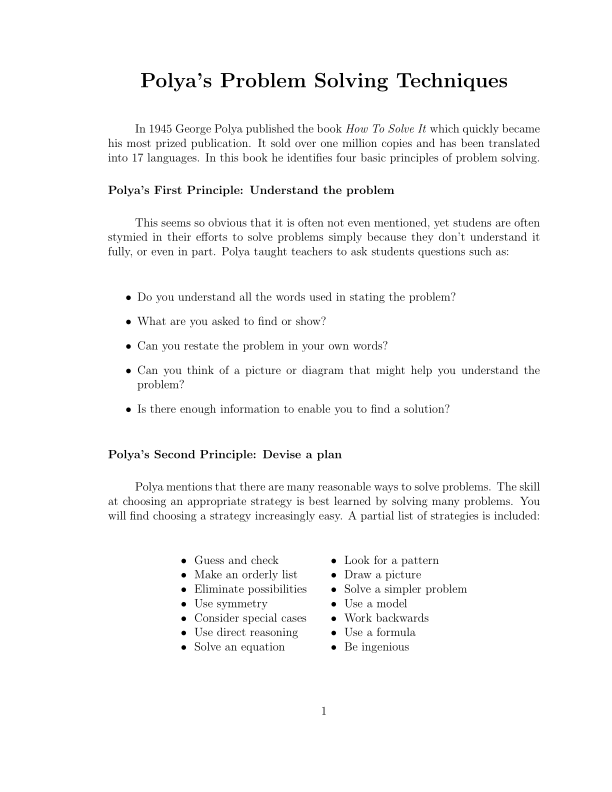 Polya's Problem Solving Techniques
In 1945 George Polya published the book How To Solve It which quickly became
his most prized publication. It sold over one million copies and has been translated
into 17 languages. In this book he identifies four basic principles of problem solving.
Polya's First Principle: Understand the problem
This seems so obvious that it is often not even mentioned, yet studens are often
stymied in their efforts to solve problems simply because they don't understand it
fully, or even in part. Polya taught teachers to ask students questions such as:
• Do you understand all the words used in stating the problem?
• What are you asked to find or show?
• Can you restate the problem in your own words?
• Can you think of a picture or diagram that might help you understand the
problem?
• Is there enough information to enable you to find a solution?
Polya's Second Principle: Devise a plan
Polya mentions that there are many reasonable ways to solve problems. The skill
at choosing an appropriate strategy is best learned by solving many problems. You
will find choosing a strategy increasingly easy. A partial list of strategies is included:
• Guess and check
• Make an orderly list
• Eliminate possibilities
• Use symmetry
• Consider special cases
• Use direct reasoning
• Solve an equation
• Look for a pattern
• Draw a picture
• Solve a simpler problem
• Use a model
• Work backwards
• Use a formula
• Be ingenious
1